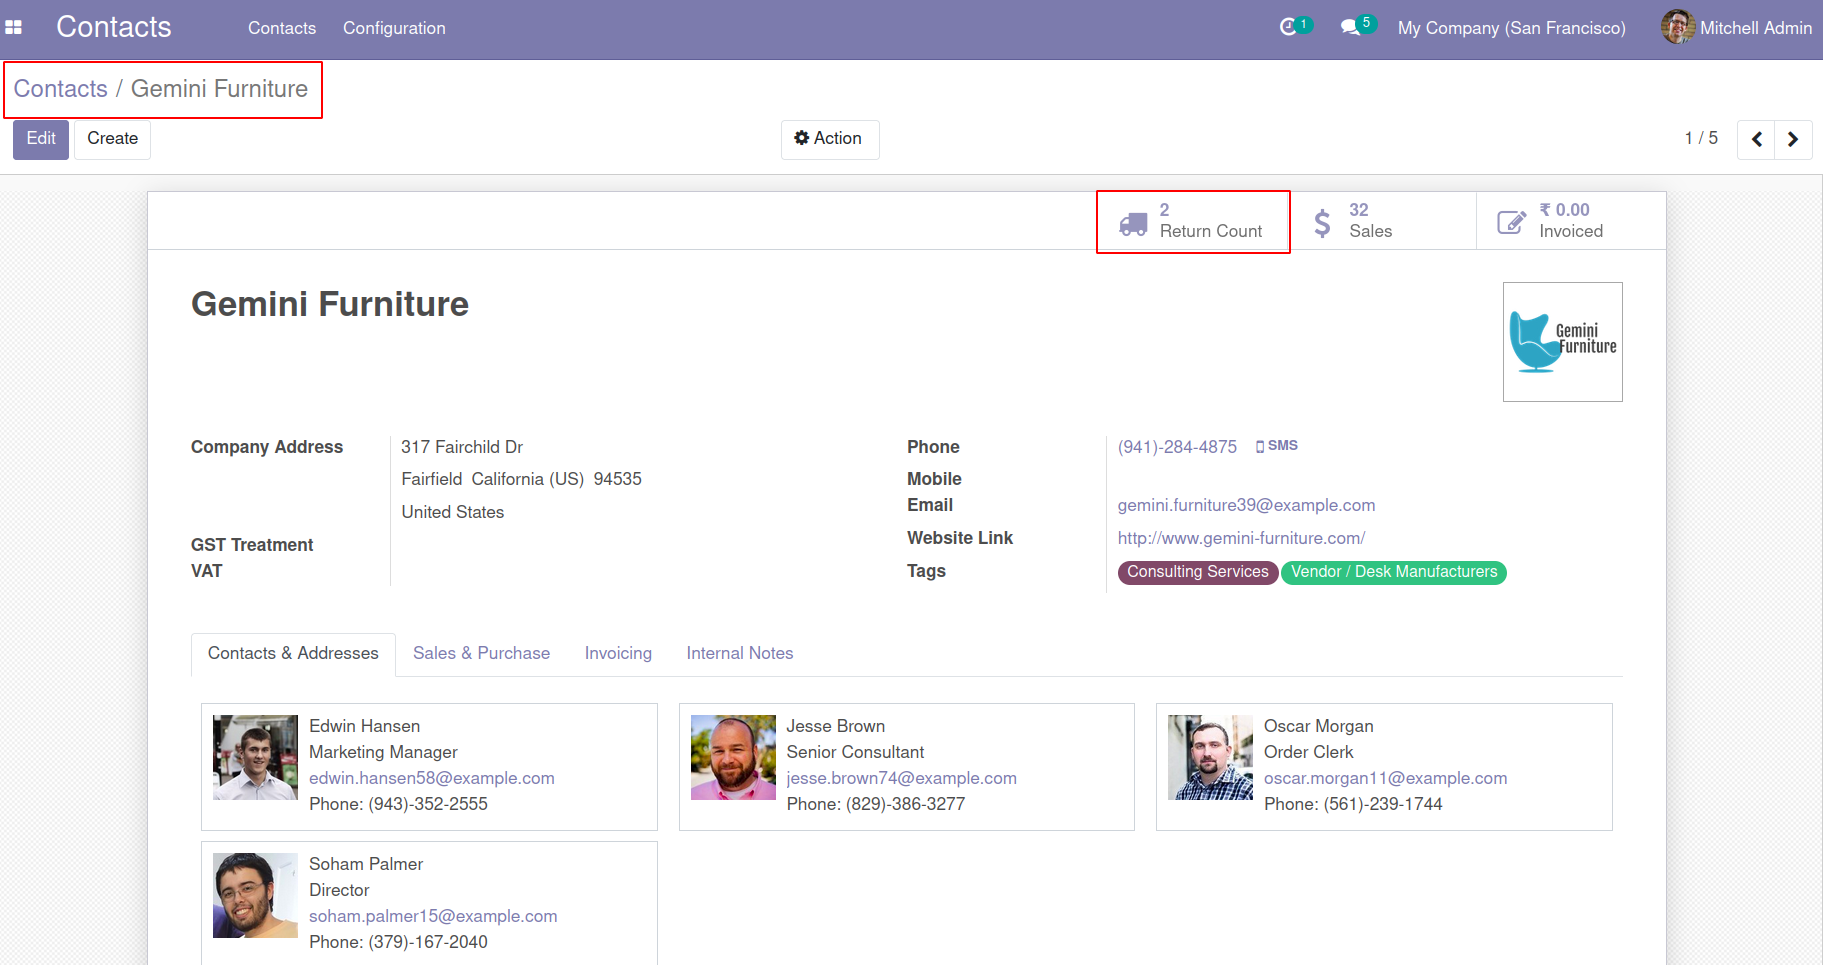 Contacts
Contacts
Configuration
1
5
My Company (San Francisco)
Mitchell Admin
Contacts / Gemini Furniture
Edit
Create
Action
1 / 5
2
Return Count
32
Sales
₹ 0.00
Invoiced
Gemini Furniture
Gemini
Furniture
Company Address
317 Fairchild Dr
Fairfield California (US) 94535
United States
GST Treatment
VAT
Phone
(941)-284-4875
SMS
Mobile
Email
gemini.furniture39@example.com
Website Link
http://www.gemini-furniture.com/
Tags
Consulting Services
Vendor / Desk Manufacturers
Contacts & Addresses
Sales & Purchase
Invoicing
Internal Notes
Edwin Hansen
Marketing Manager
edwin.hansen58@example.com
Phone: (943)-352-2555
Jesse Brown
Senior Consultant
jesse.brown74@example.com
Phone: (829)-386-3277
Oscar Morgan
Order Clerk
oscar.morgan11@example.com
Phone: (561)-239-1744
Soham Palmer
Director
soham.palmer15@example.com
Phone: (379)-167-2040